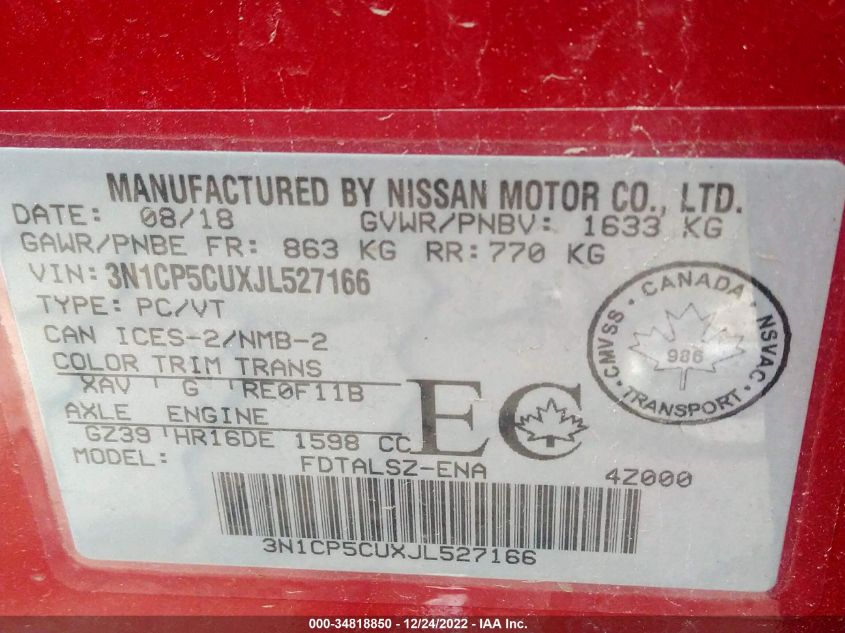 MANUFACTURED BY NISSAN MOTOR CO., LTD.
DATE: 08/18 GVWR/PNBV: 1633 KG
GAWR/PNBE FR: 863 KG RR: 770 KG
VIN: 3N1CP5CUXJL527166
TYPE: PC/VT
CAN ICES-2/NMB-2
COLOR TRIM TRANS
XAV G RE0F11B
AXLE ENGINE
GZ39 HR16DE 1598 CC
MODEL: FDTALSZ-ENA 4Z000
EC
CANADA
CMVSS NSVAC
986
TRANSPORT
3N1CP5CUXJL527166
000-34818850 - 12/24/2022 - IAA Inc.